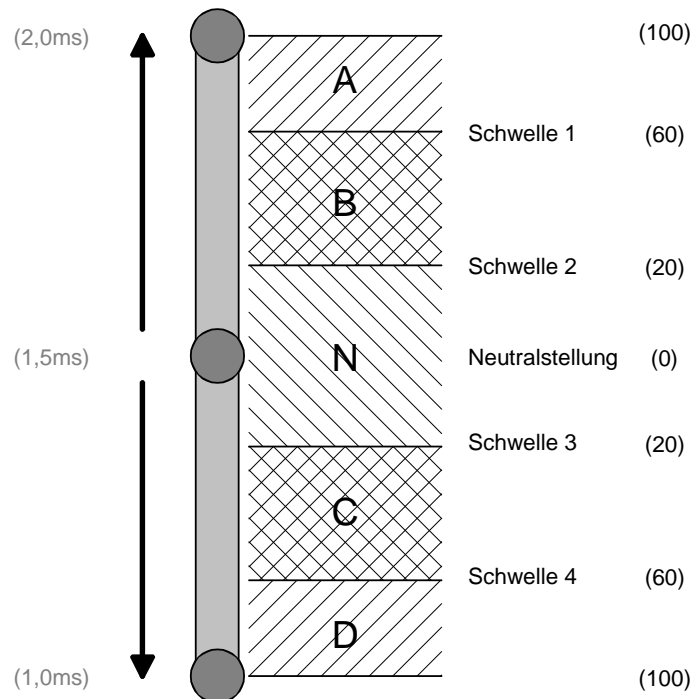 (2,0ms) (100)
A
Schwelle 1 (60)
B
Schwelle 2 (20)
(1,5ms) N Neutralstellung (0)
Schwelle 3 (20)
C
Schwelle 4 (60)
D
(1,0ms) (100)